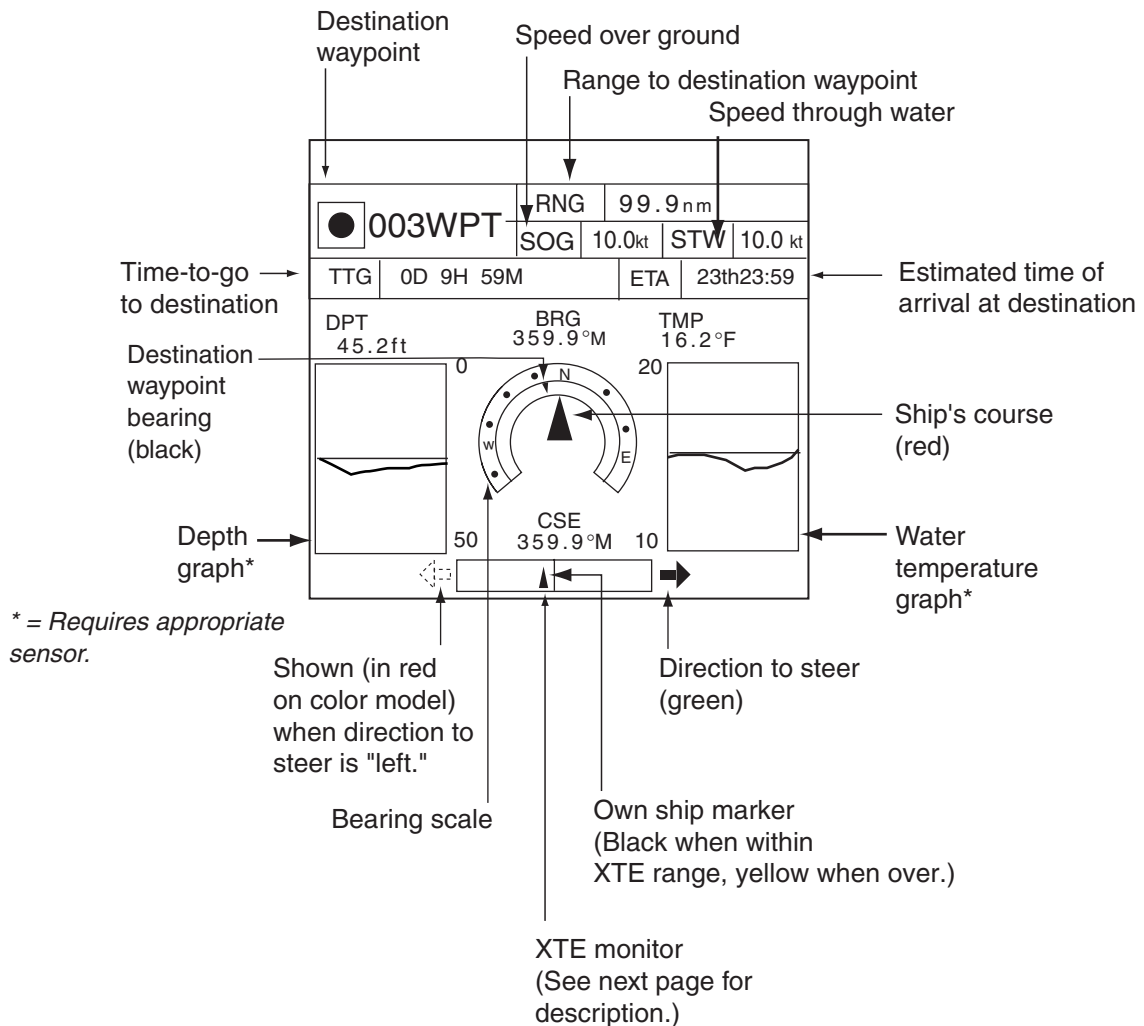 Destination
waypoint
Speed over ground
Range to destination waypoint
Speed through water
RNG 99.9nm
003WPT
SOG 10.0kt STW 10.0 kt
Time-to-go
to destination
TTG 0D 9H 59M ETA 23th23:59
Estimated time of
arrival at destination
DPT
45.2ft
BRG
359.9°M
TMP
16.2°F
Destination
waypoint
bearing
(black)
0
20
N
W
E
Ship's course
(red)
Depth
graph*
50
CSE
359.9°M
10
Water
temperature
graph*
* = Requires appropriate
sensor.
Shown (in red
on color model)
when direction to
steer is "left."
Direction to steer
(green)
Bearing scale
Own ship marker
(Black when within
XTE range, yellow when over.)
XTE monitor
(See next page for
description.)